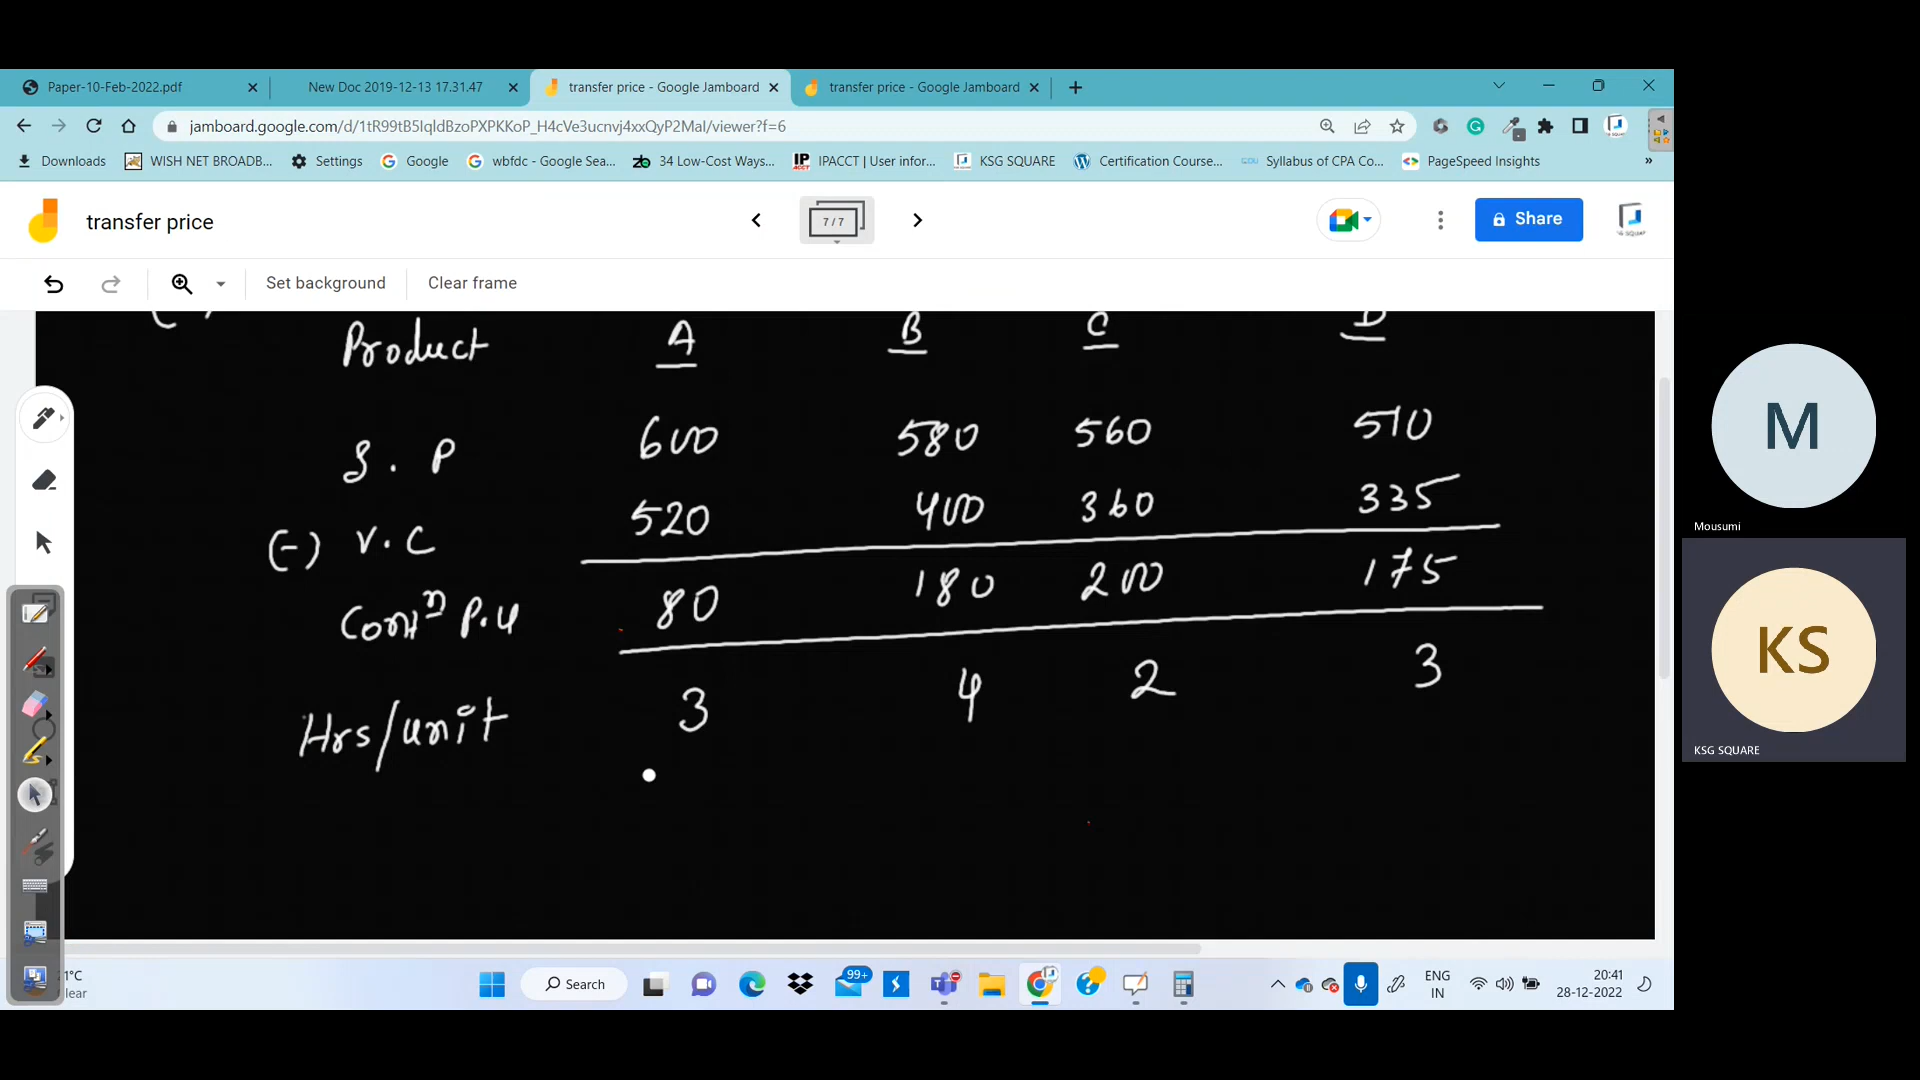 Paper-10-Feb-2022.pdf
New Doc 2019-12-13 17.31.47
transfer price - Google Jamboard
transfer price - Google Jamboard
jamboard.google.com/d/1tR99tB5IqldBzoPXPKKoP_H4cVe3ucnvj4xxQyP2MaI/viewer?f=6
Downloads WISH NET BROADB... Settings Google wbfdc - Google Sea... 34 Low-Cost Ways... IPACCT | User infor... KSG SQUARE Certification Course... Syllabus of CPA Co... PageSpeed Insights »
transfer price
7 / 7
Share
Set background Clear frame
Product A B C D
S. P 600 580 560 510
(-) V.C 520 400 360 335
Contn P.U 80 180 200 175
Hrs/unit 3 4 2 3
M
Mousumi
KS
KSG SQUARE
1°C
lear
Search
99+
ENG
IN
20:41
28-12-2022